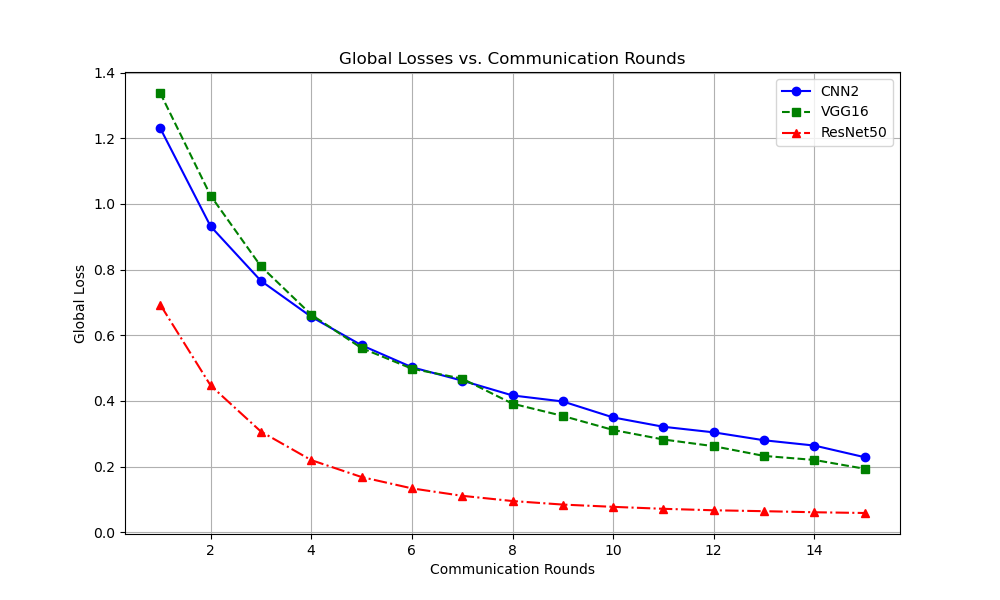 Global Losses vs. Communication Rounds
1.4
1.2
1.0
0.8
0.6
0.4
0.2
0.0
Global Loss
CNN2
VGG16
ResNet50
2 4 6 8 10 12 14
Communication Rounds